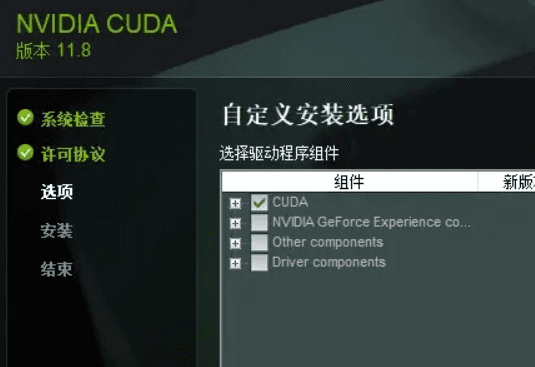 NVIDIA CUDA
版本 11.8
系统检查
许可协议
选项
安装
结束
自定义安装选项
选择驱动程序组件
组件
新版
CUDA
NVIDIA GeForce Experience co...
Other components
Driver components